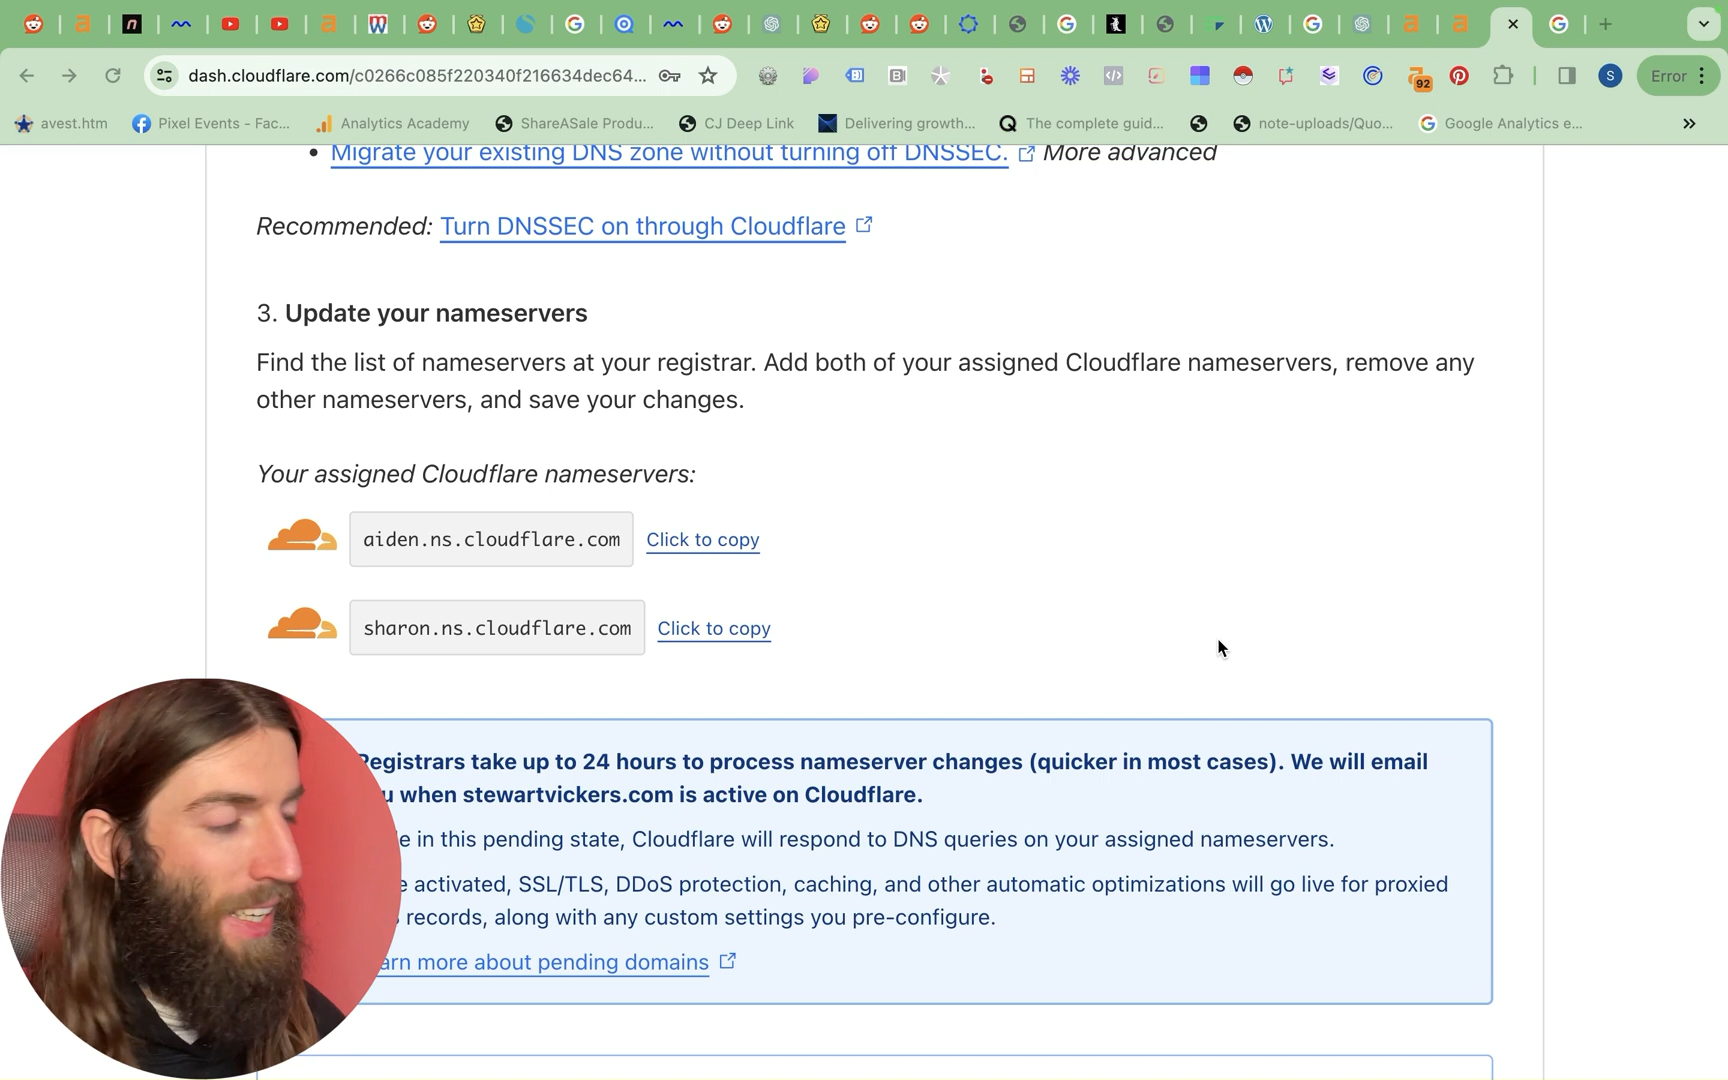 dash.cloudflare.com/c0266c085f220340f216634dec64...
92
S
Error
avest.htm
Pixel Events - Fac...
Analytics Academy
ShareASale Produ...
CJ Deep Link
Delivering growth...
The complete guid...
note-uploads/Quo...
Google Analytics e...
Migrate your existing DNS zone without turning off DNSSEC. More advanced
Recommended: Turn DNSSEC on through Cloudflare
3. Update your nameservers
Find the list of nameservers at your registrar. Add both of your assigned Cloudflare nameservers, remove any
other nameservers, and save your changes.
Your assigned Cloudflare nameservers:
aiden.ns.cloudflare.com Click to copy
sharon.ns.cloudflare.com Click to copy
Registrars take up to 24 hours to process nameserver changes (quicker in most cases). We will email
when stewartvickers.com is active on Cloudflare.
in this pending state, Cloudflare will respond to DNS queries on your assigned nameservers.
activated, SSL/TLS, DDoS protection, caching, and other automatic optimizations will go live for proxied
records, along with any custom settings you pre-configure.
more about pending domains